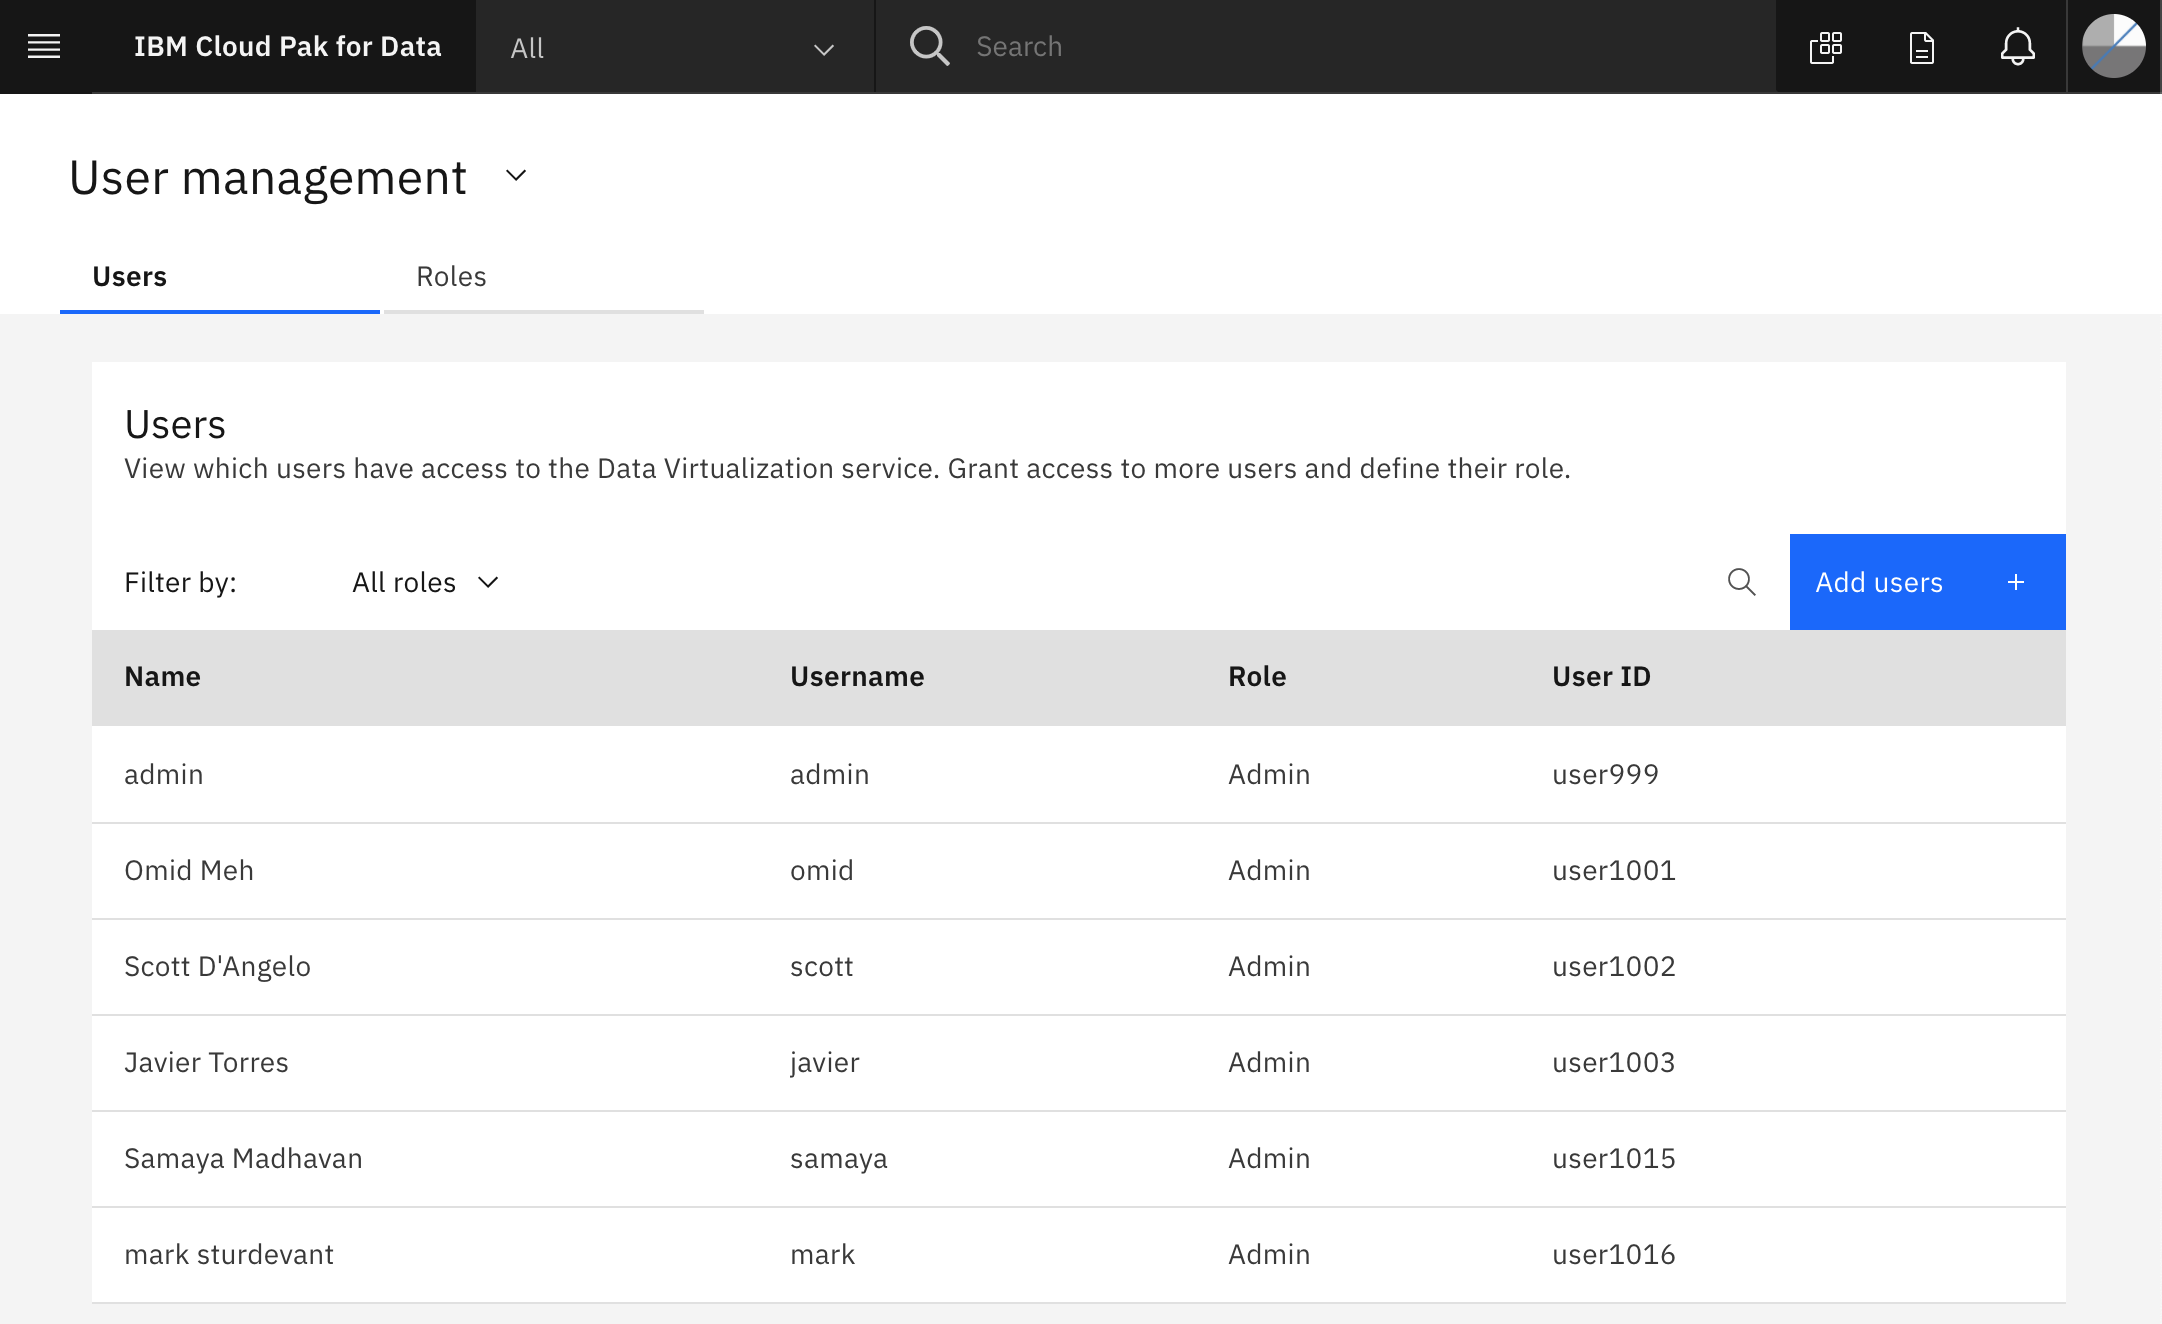 IBM Cloud Pak for Data All Search
User management
Users Roles
Users
View which users have access to the Data Virtualization service. Grant access to more users and define their role.
Filter by: All roles Add users +
Name Username Role User ID
admin admin Admin user999
Omid Meh omid Admin user1001
Scott D'Angelo scott Admin user1002
Javier Torres javier Admin user1003
Samaya Madhavan samaya Admin user1015
mark sturdevant mark Admin user1016